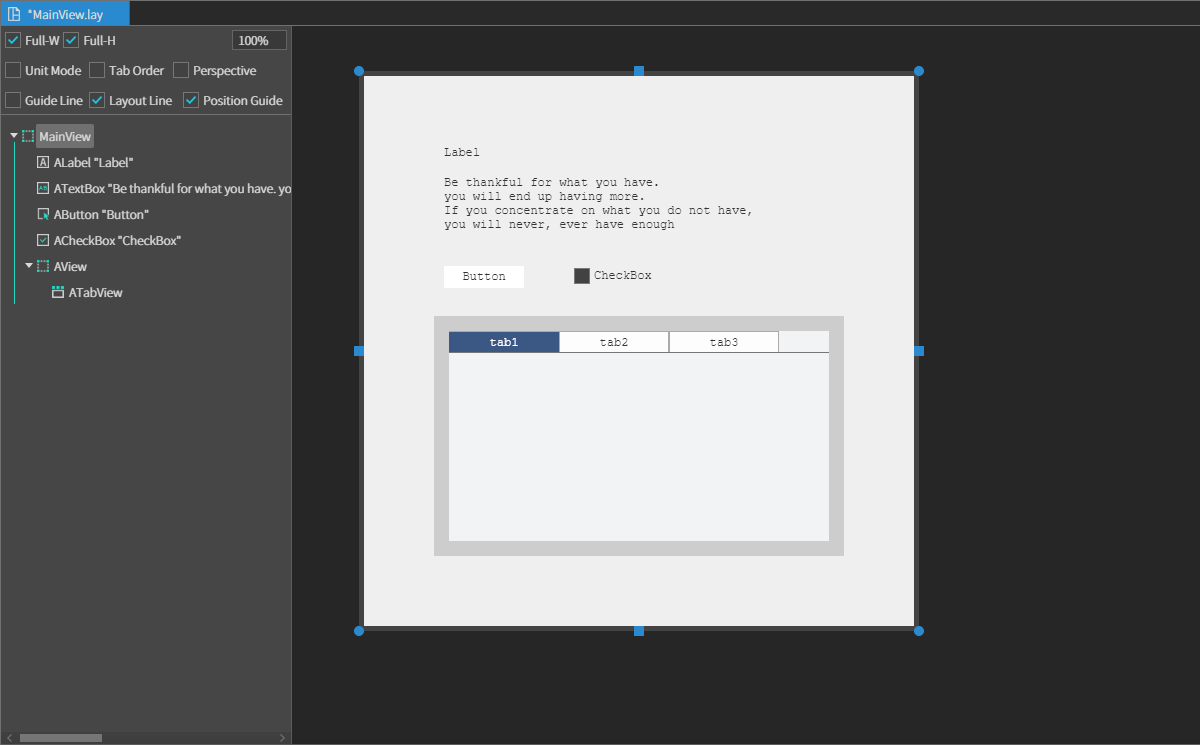 *MainView.lay
Full-W Full-H 100%
Unit Mode Tab Order Perspective
Guide Line Layout Line Position Guide
MainView
ALabel "Label"
ATextBox "Be thankful for what you have. yo
AButton "Button"
ACheckBox "CheckBox"
AView
ATabView
Label
Be thankful for what you have.
you will end up having more.
If you concentrate on what you do not have,
you will never, ever have enough
Button CheckBox
tab1 tab2 tab3